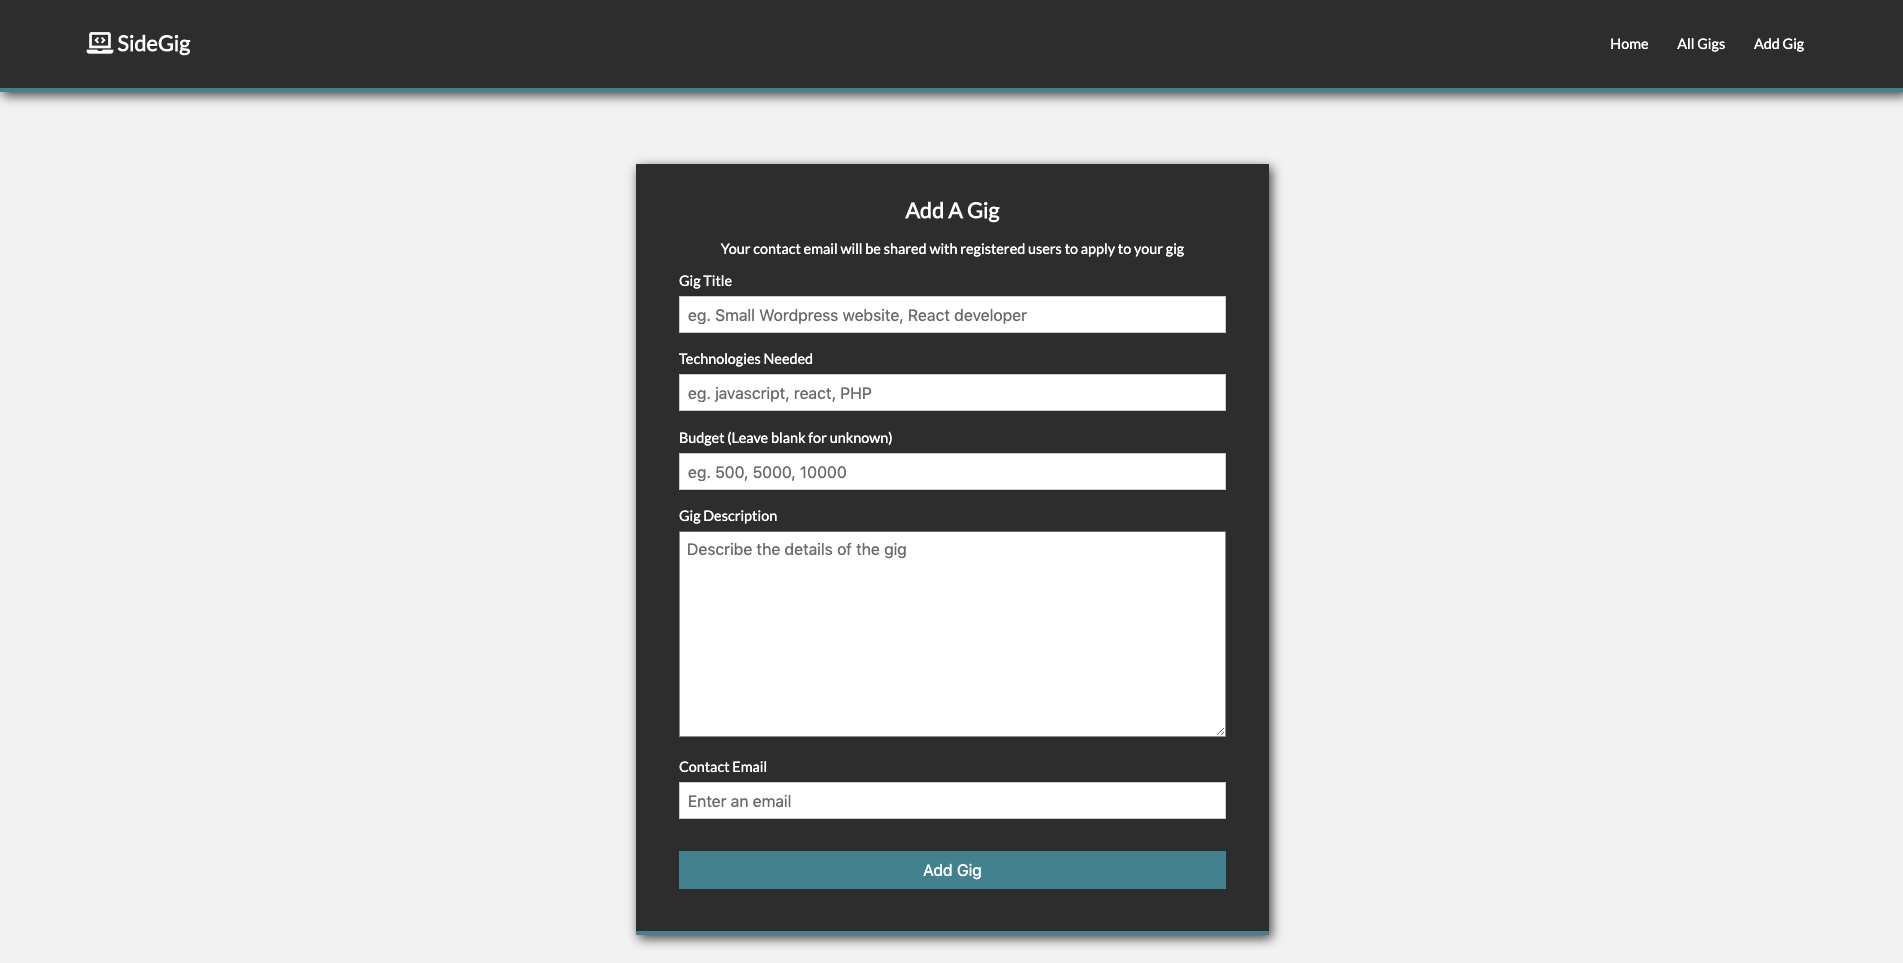 SideGig
Home
All Gigs
Add Gig
Add A Gig
Your contact email will be shared with registered users to apply to your gig
Gig Title
eg. Small Wordpress website, React developer
Technologies Needed
eg. javascript, react, PHP
Budget (Leave blank for unknown)
eg. 500, 5000, 10000
Gig Description
Describe the details of the gig
Contact Email
Enter an email
Add Gig